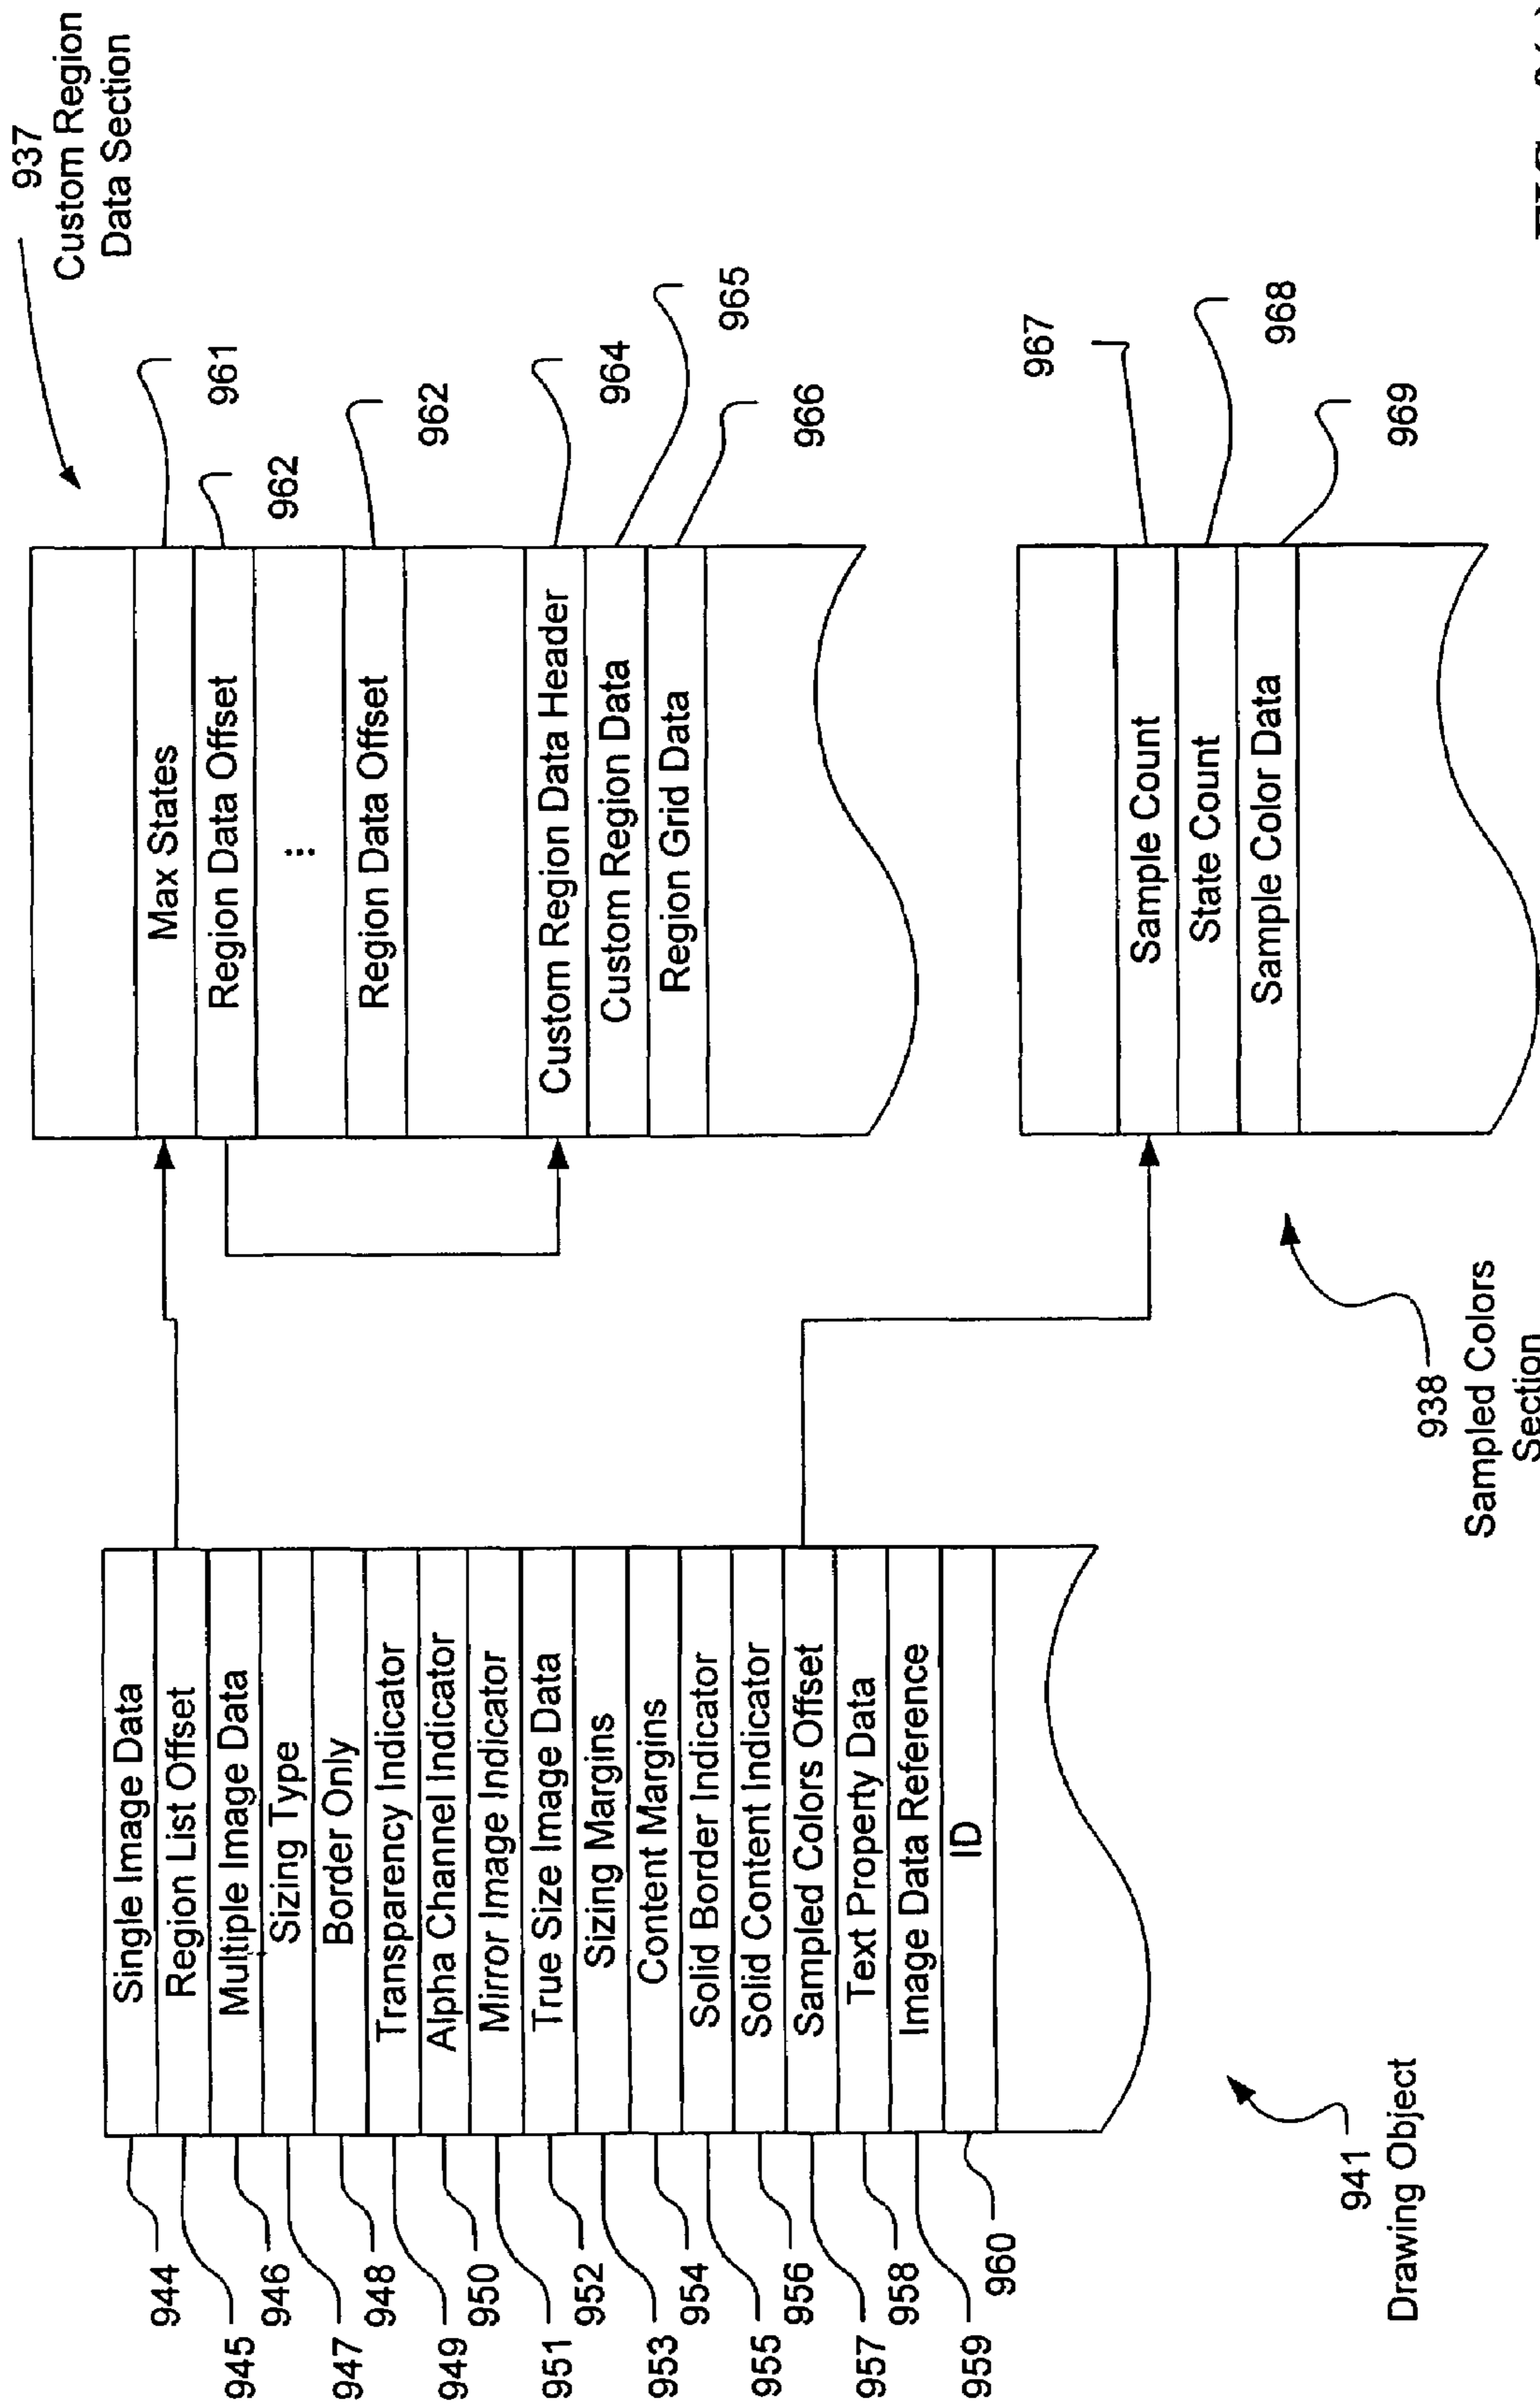 937
Custom Region
Data Section
Max States
Region Data Offset
⋮
Region Data Offset
Custom Region Data Header
Custom Region Data
Region Grid Data
961
962
962
964
965
966
Sample Count
State Count
Sample Color Data
967
968
969
938
Sampled Colors
Section
Single Image Data
Region List Offset
Multiple Image Data
Sizing Type
Border Only
Transparency Indicator
Alpha Channel Indicator
Mirror Image Indicator
True Size Image Data
Sizing Margins
Content Margins
Solid Border Indicator
Solid Content Indicator
Sampled Colors Offset
Text Property Data
Image Data Reference
ID
944
945
946
947
948
949
950
951
952
953
954
955
956
957
958
959
960
941
Drawing Object